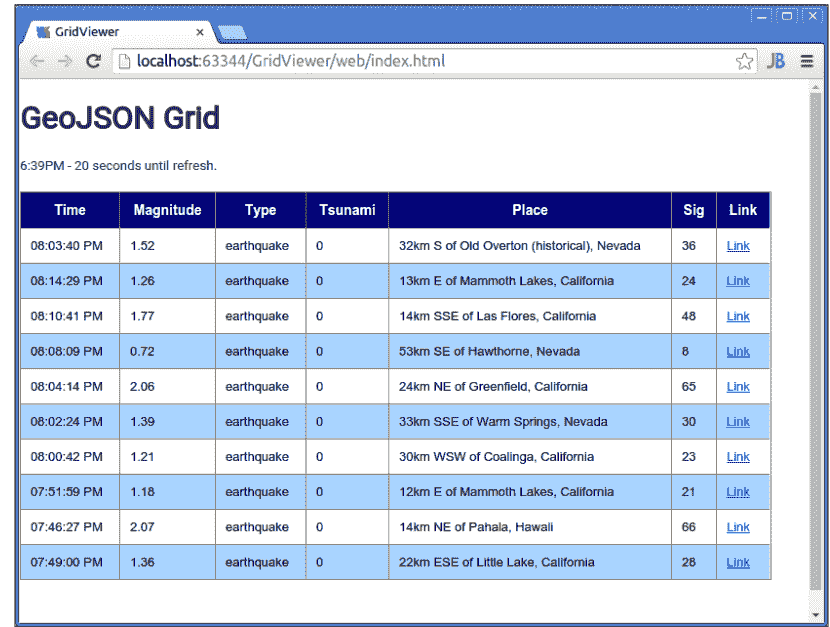 GridViewer
localhost:63344/GridViewer/web/index.html
JB
GeoJSON Grid
6:39PM - 20 seconds until refresh.
Time Magnitude Type Tsunami Place Sig Link
08:03:40 PM 1.52 earthquake 0 32km S of Old Overton (historical), Nevada 36 Link
08:14:29 PM 1.26 earthquake 0 13km E of Mammoth Lakes, California 24 Link
08:10:41 PM 1.77 earthquake 0 14km SSE of Las Flores, California 48 Link
08:08:09 PM 0.72 earthquake 0 53km SE of Hawthorne, Nevada 8 Link
08:04:14 PM 2.06 earthquake 0 24km NE of Greenfield, California 65 Link
08:02:24 PM 1.39 earthquake 0 33km SSE of Warm Springs, Nevada 30 Link
08:00:42 PM 1.21 earthquake 0 30km WSW of Coalinga, California 23 Link
07:51:59 PM 1.18 earthquake 0 12km E of Mammoth Lakes, California 21 Link
07:46:27 PM 2.07 earthquake 0 14km NE of Pahala, Hawaii 66 Link
07:49:00 PM 1.36 earthquake 0 22km ESE of Little Lake, California 28 Link